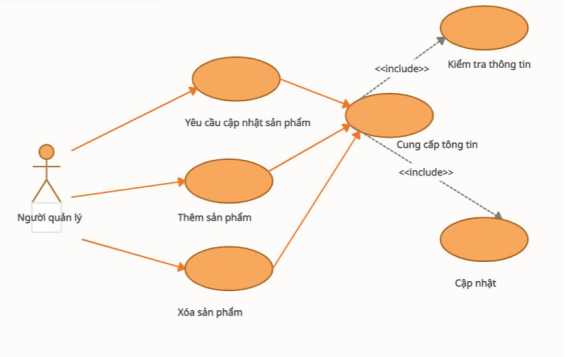 <<include>>
Kiểm tra thông tin
Yêu cầu cập nhật sản phẩm
Cung cấp tông tin
<<include>>
Người quản lý
Thêm sản phẩm
Cập nhật
Xóa sản phẩm